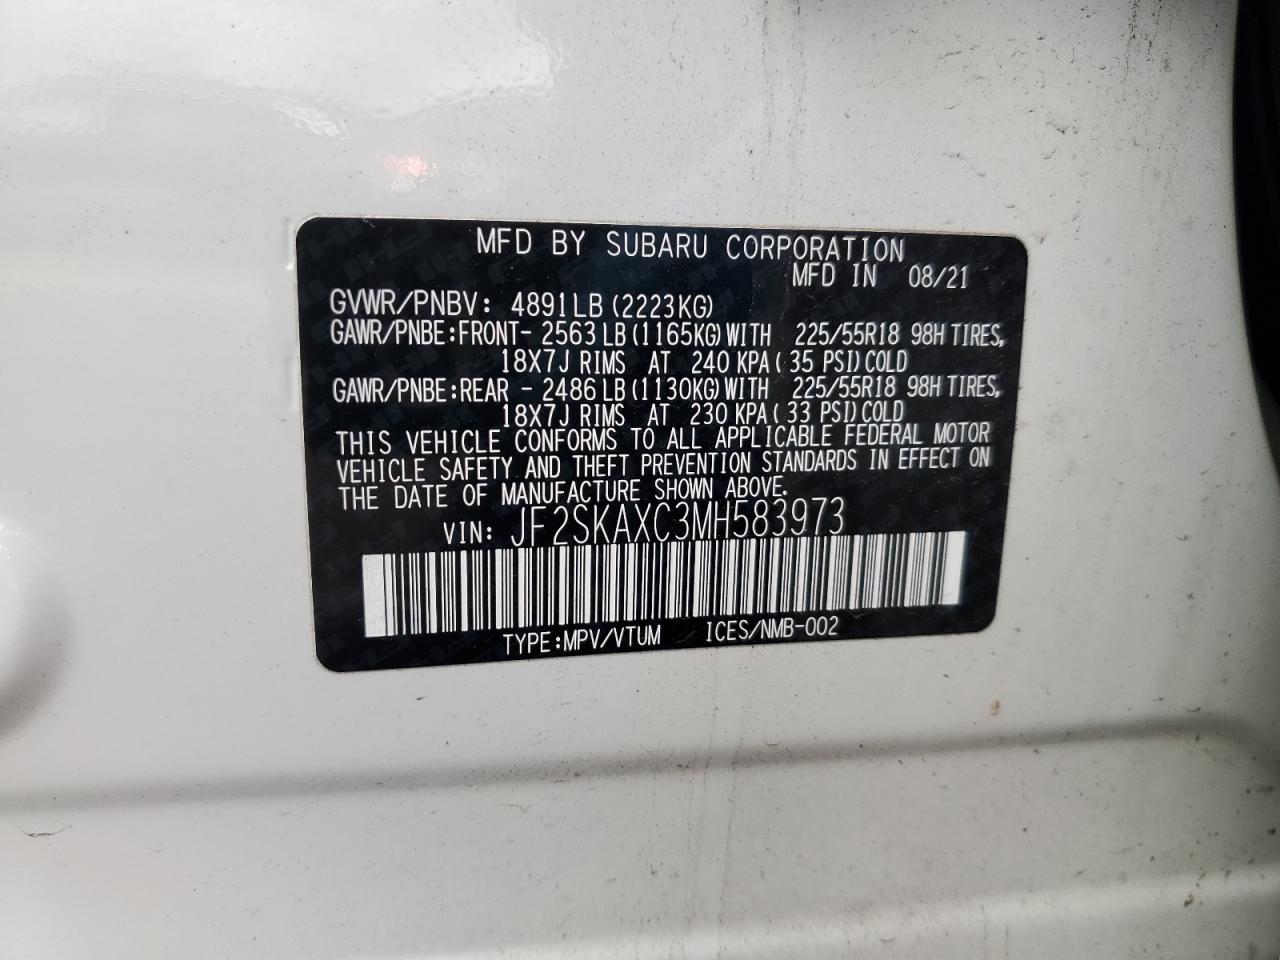 MFD BY SUBARU CORPORATION
MFD IN 08/21
GVWR/PNBV: 4891LB(2223KG)
GAWR/PNBE:FRONT- 2563LB(1165KG)WITH 225/55R18 98H TIRES,
18X7J RIMS AT 240 KPA( 35 PSI)COLD
GAWR/PNBE:REAR - 2486LB(1130KG)WITH 225/55R18 98H TIRES,
18X7J RIMS AT 230 KPA( 33 PSI)COLD
THIS VEHICLE CONFORMS TO ALL APPLICABLE FEDERAL MOTOR
VEHICLE SAFETY AND THEFT PREVENTION STANDARDS IN EFFECT ON
THE DATE OF MANUFACTURE SHOWN ABOVE.
VIN: JF2SKAXC3MH583973
TYPE:MPV/VTUM ICES/NMB-002